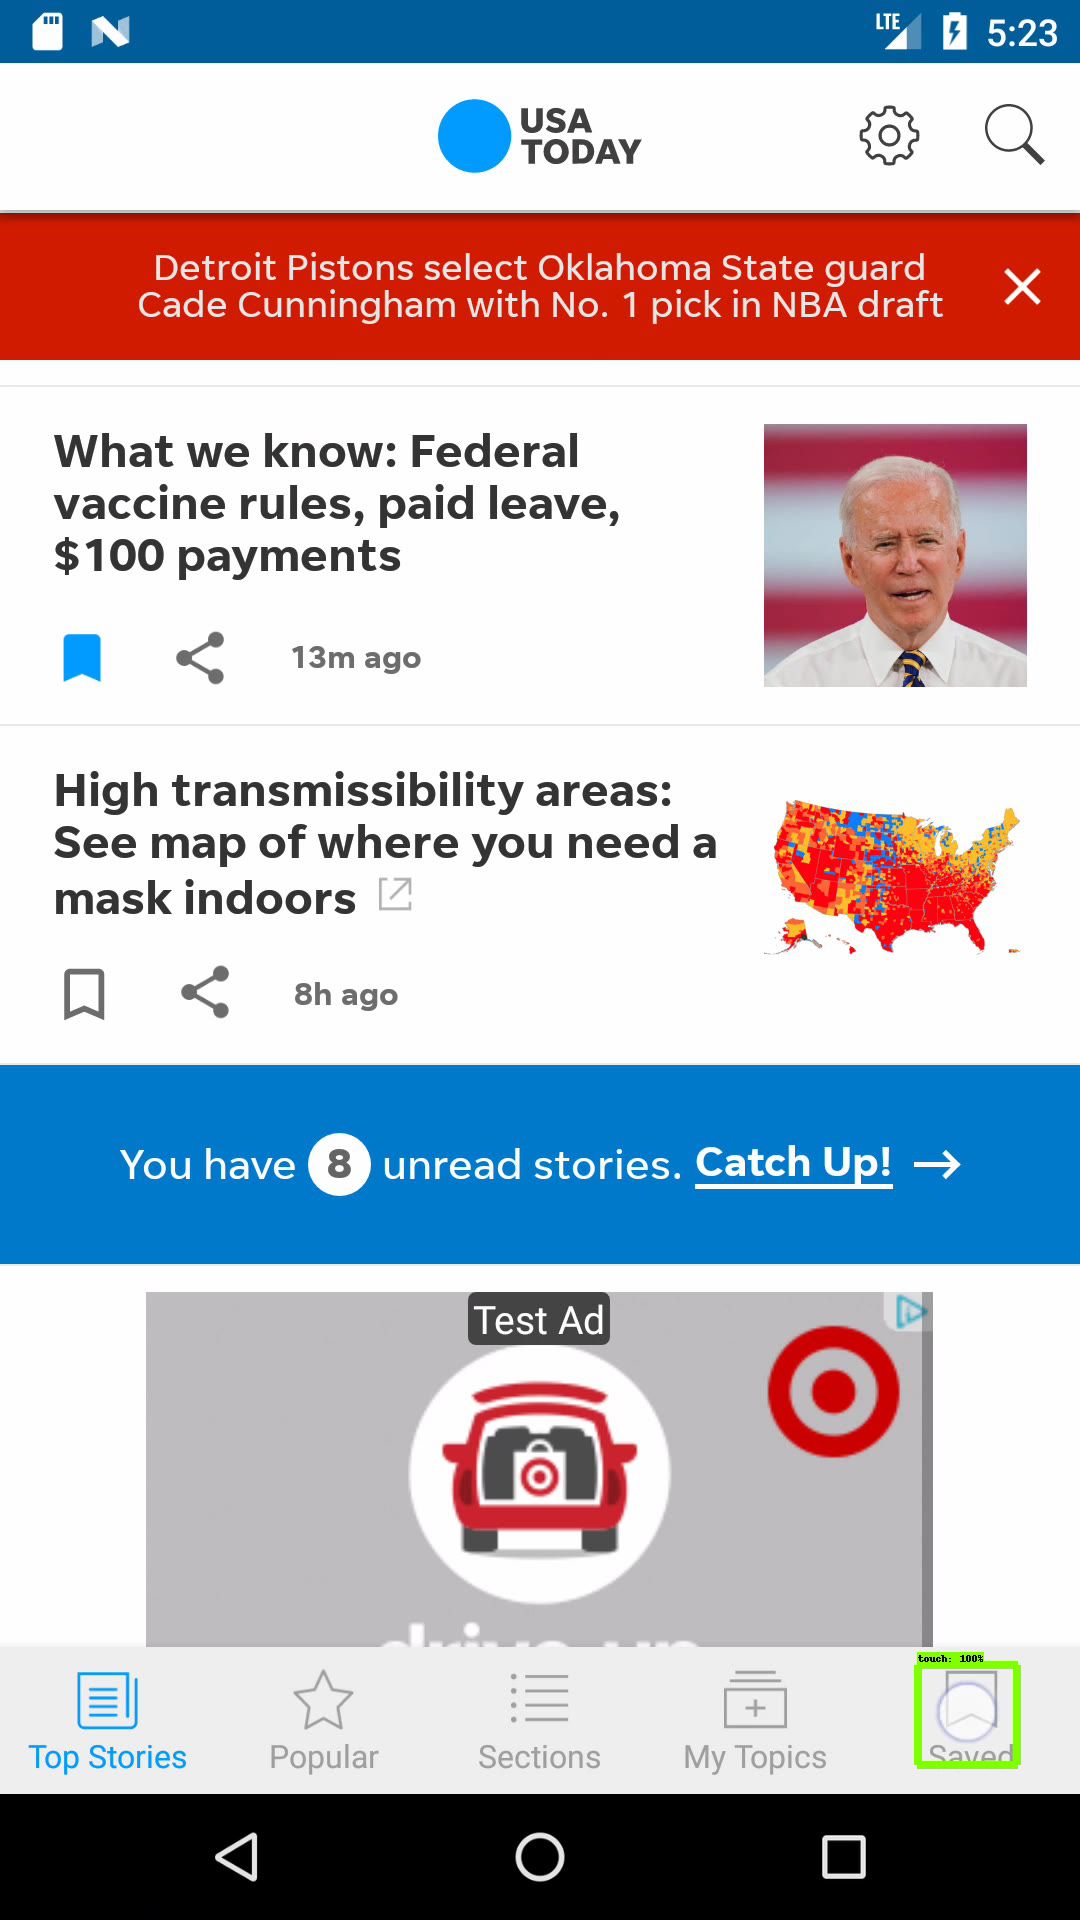 LTE 5:23
USA
TODAY
Detroit Pistons select Oklahoma State guard
Cade Cunningham with No. 1 pick in NBA draft
What we know: Federal
vaccine rules, paid leave,
$100 payments
13m ago
High transmissibility areas:
See map of where you need a
mask indoors
8h ago
You have 8 unread stories. Catch Up!
Test Ad
drive up
touch: 100%
Top Stories
Popular
Sections
My Topics
Saved